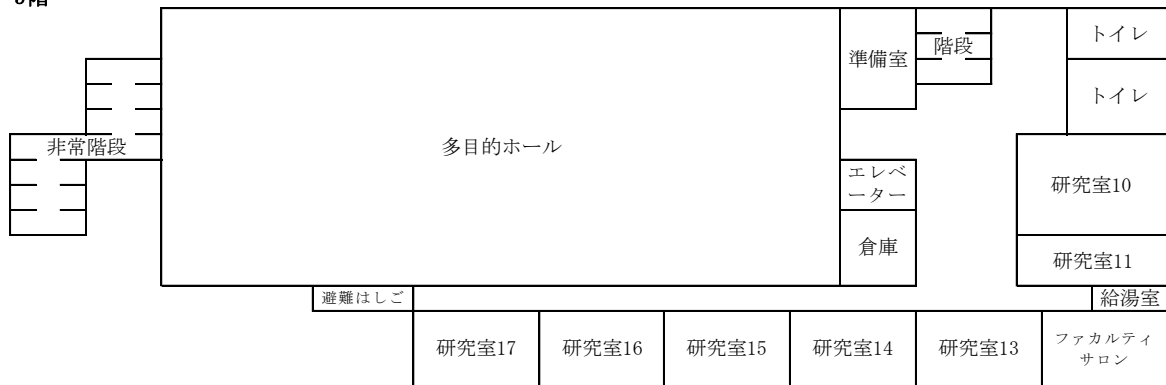 トイレ
準備室
階段
トイレ
非常階段
多目的ホール
エレベ
ーター
研究室10
倉庫
研究室11
避難はしご
給湯室
研究室17
研究室16
研究室15
研究室14
研究室13
ファカルティ
サロン